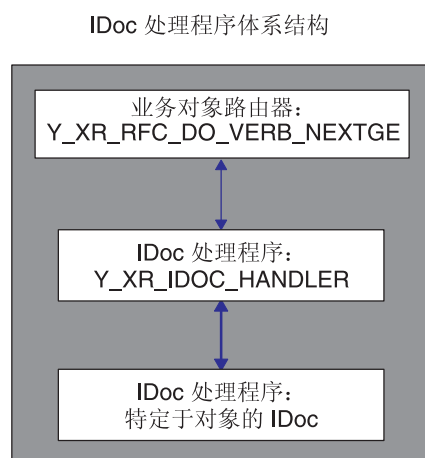 IDoc 处理程序体系结构
业务对象路由器：
Y_XR_RFC_DO_VERB_NEXTGE
IDoc 处理程序：
Y_XR_IDOC_HANDLER
IDoc 处理程序：
特定于对象的 IDoc